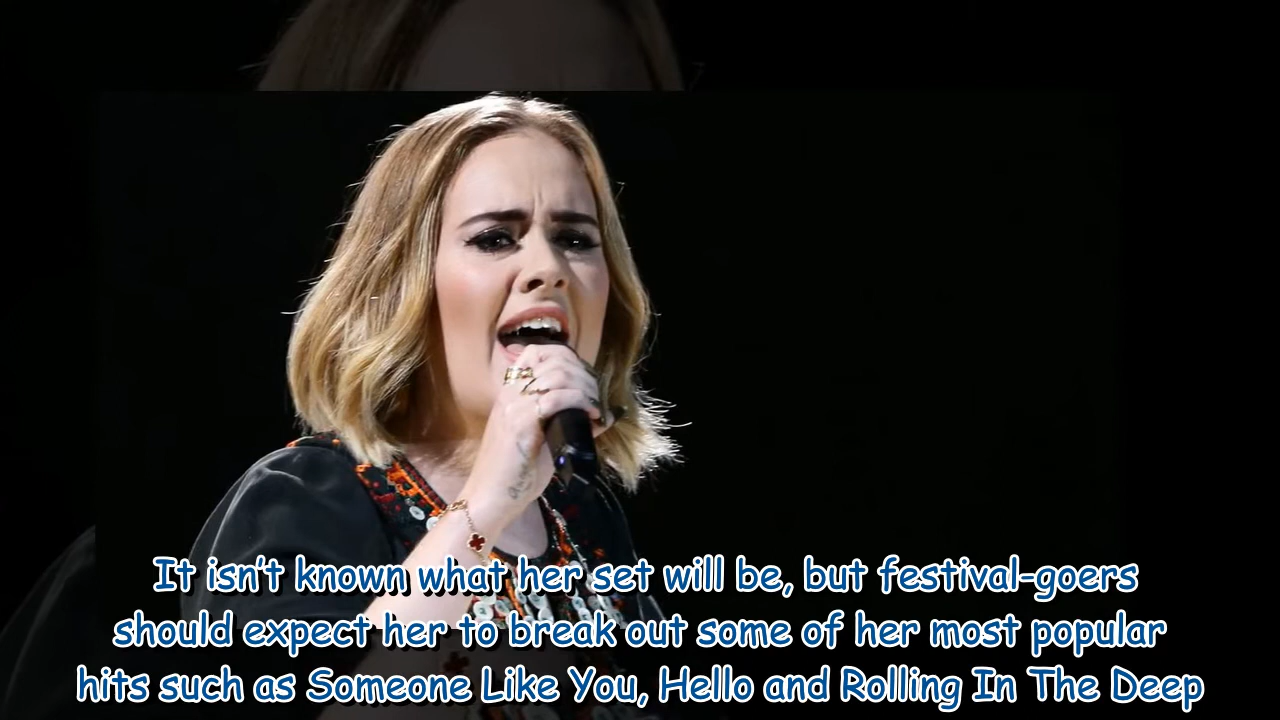 It isn't known what her set will be, but festival-goers
should expect her to break out some of her most popular
hits such as Someone Like You, Hello and Rolling In The Deep